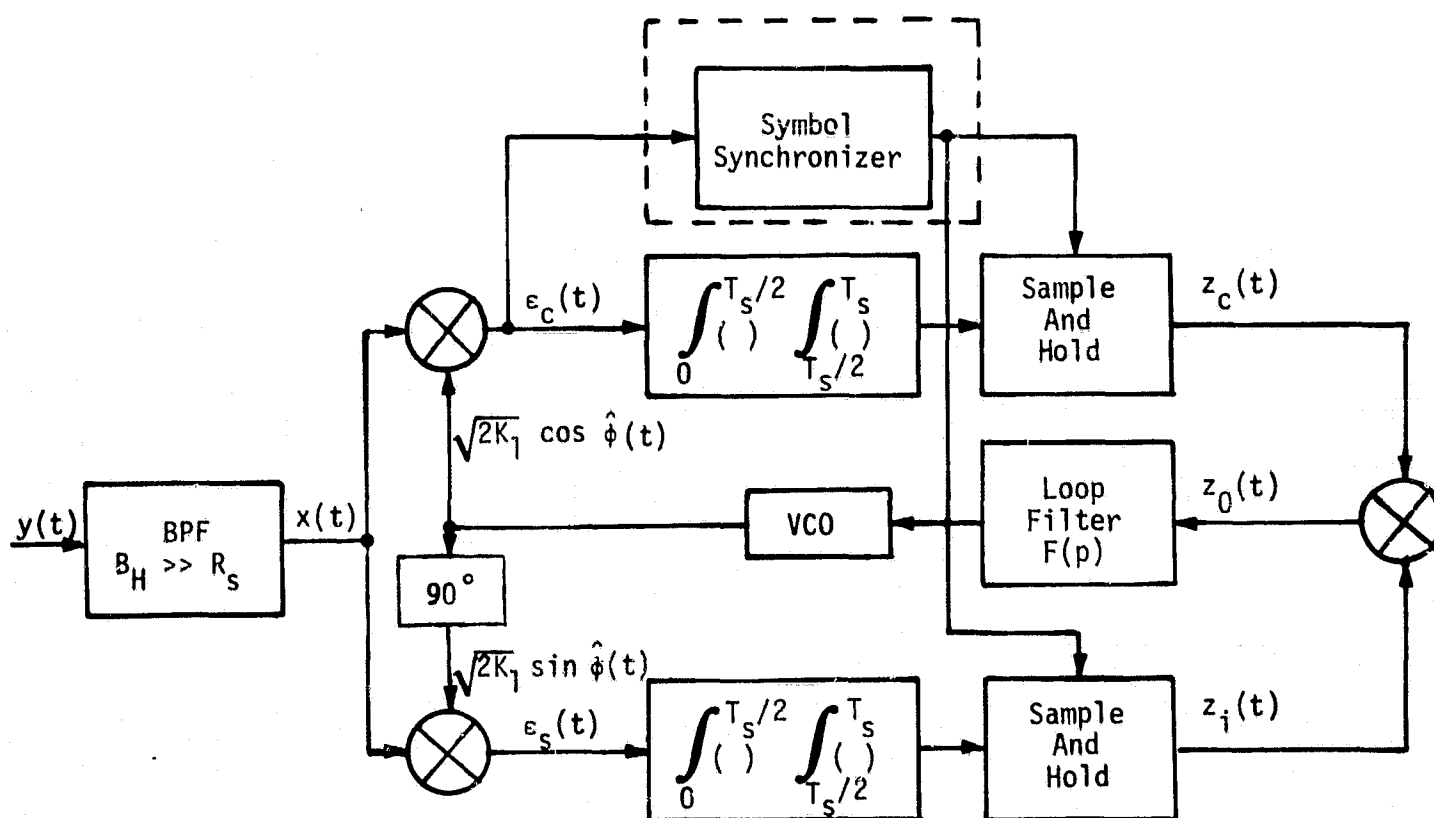 Symbol
Synchronizer
ε_c(t)
∫_0^{T_s/2} ( ) ∫_{T_s/2}^{T_s} ( )
Sample
And
Hold
z_c(t)
√2K_1 cos φ̂(t)
y(t)
BPF
B_H >> R_s
x(t)
VCO
Loop
Filter
F(p)
z_0(t)
90°
√2K_1 sin φ̂(t)
ε_s(t)
∫_0^{T_s/2} ( ) ∫_{T_s/2}^{T_s} ( )
Sample
And
Hold
z_i(t)